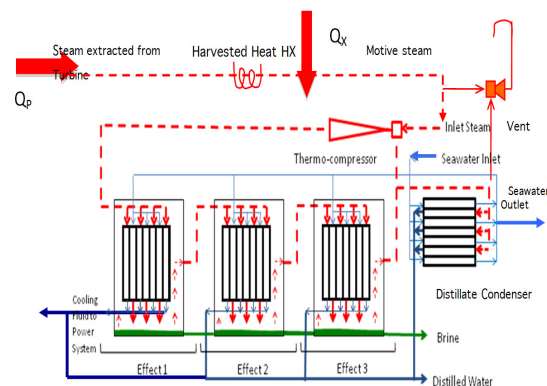 Q_X
Steam extracted from
Turbine
Harvested Heat HX
Motive steam
Q_P
Inlet Steam
Vent
Thermo-compressor
Seawater Inlet
Seawater
Outlet
Distillate Condenser
Cooling
Fluid to
Power
System
Brine
Effect 1
Effect 2
Effect 3
Distilled Water